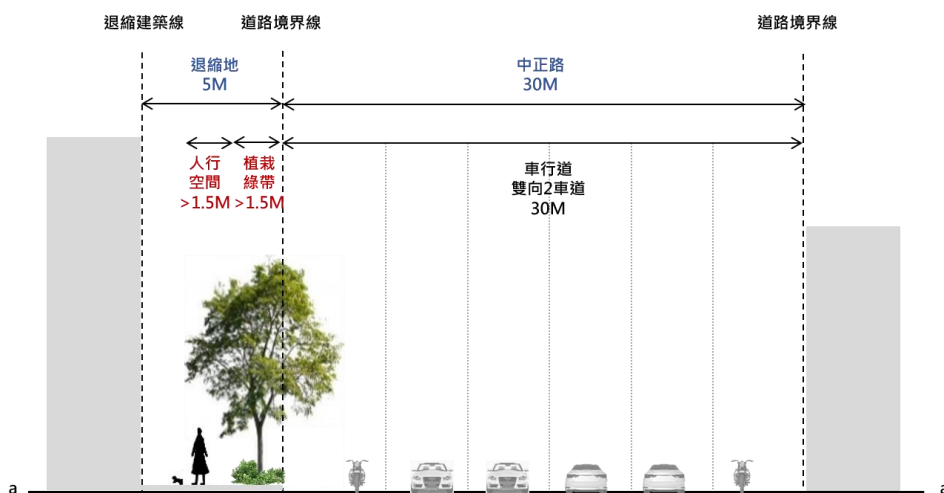 退縮建築線
道路境界線
道路境界線
退縮地
5M
中正路
30M
人行
空間
>1.5M
植栽
綠帶
>1.5M
車行道
雙向2車道
30M
a
a